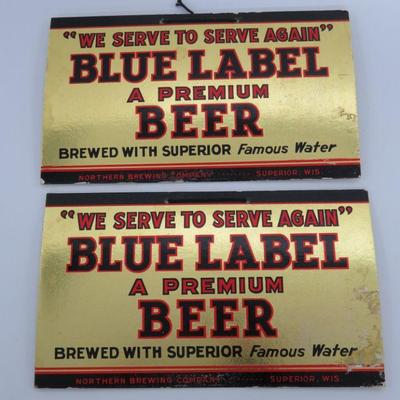 "WE SERVE TO SERVE AGAIN"
BLUE LABEL
A PREMIUM
BEER
BREWED WITH SUPERIOR Famous Water
NORTHERN BREWING COMPANY SUPERIOR, WIS.
"WE SERVE TO SERVE AGAIN"
BLUE LABEL
A PREMIUM
BEER
BREWED WITH SUPERIOR Famous Water
NORTHERN BREWING COMPANY SUPERIOR, WIS.